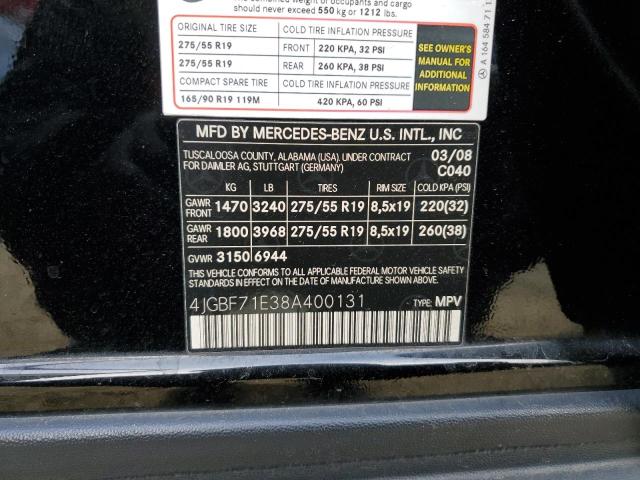 occupants and cargo
should never exceed 550 kg or 1212 lbs.
ORIGINAL TIRE SIZE COLD TIRE INFLATION PRESSURE
275/55 R19 FRONT 220 KPA, 32 PSI
275/55 R19 REAR 260 KPA, 38 PSI
COMPACT SPARE TIRE COLD TIRE INFLATION PRESSURE
165/90 R19 119M 420 KPA, 60 PSI
SEE OWNER'S
MANUAL FOR
ADDITIONAL
INFORMATION
A 164 584 71 1
MFD BY MERCEDES-BENZ U.S. INTL., INC
TUSCALOOSA COUNTY, ALABAMA (USA). UNDER CONTRACT 03/08
FOR DAIMLER AG, STUTTGART (GERMANY) C040
KG LB TIRES RIM SIZE COLD KPA (PSI)
GAWR FRONT 1470 3240 275/55 R19 8,5x19 220(32)
GAWR REAR 1800 3968 275/55 R19 8,5x19 260(38)
GVWR 3150 6944
THIS VEHICLE CONFORMS TO ALL APPLICABLE FEDERAL MOTOR VEHICLE SAFETY
STANDARDS IN EFFECT ON THE DATE OF MANUFACTURE SHOWN ABOVE.
4JGBF71E38A400131 TYPE: MPV